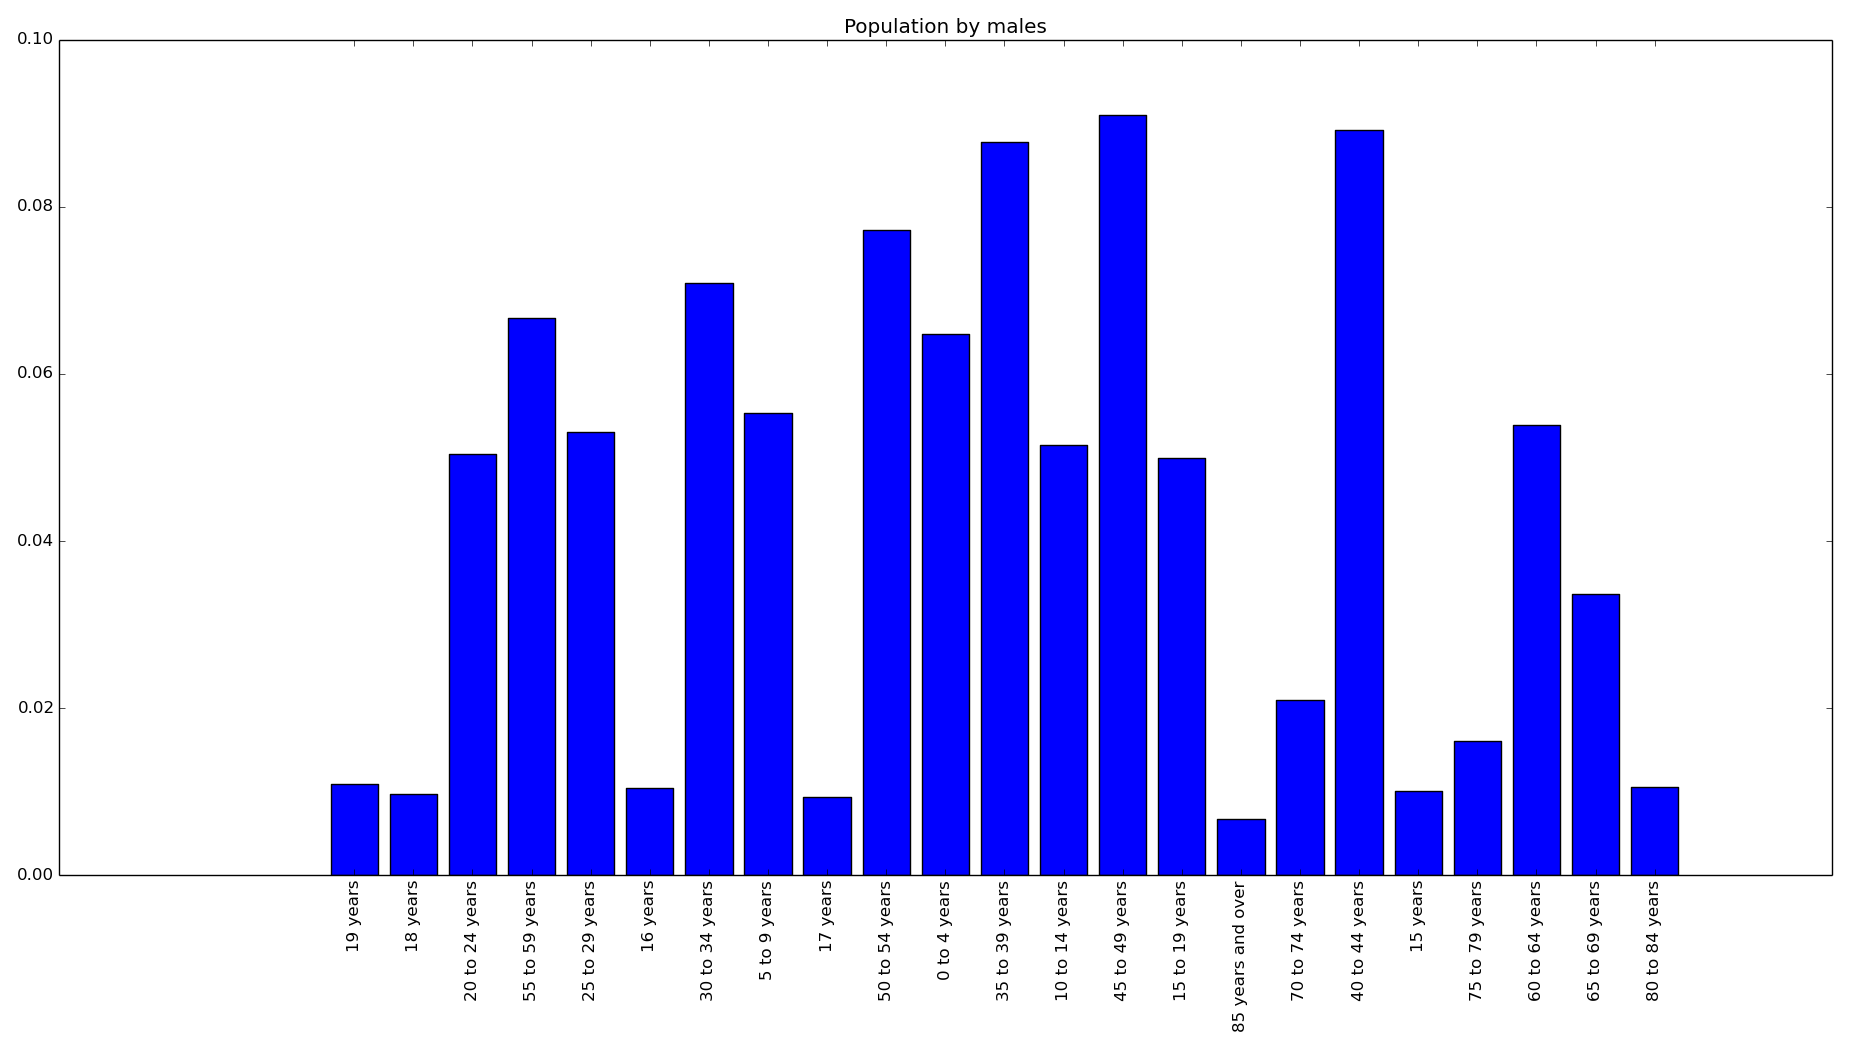 Population by males
0.10
0.08
0.06
0.04
0.02
0.00
19 years
18 years
20 to 24 years
55 to 59 years
25 to 29 years
16 years
30 to 34 years
5 to 9 years
17 years
50 to 54 years
0 to 4 years
35 to 39 years
10 to 14 years
45 to 49 years
15 to 19 years
85 years and over
70 to 74 years
40 to 44 years
15 years
75 to 79 years
60 to 64 years
65 to 69 years
80 to 84 years